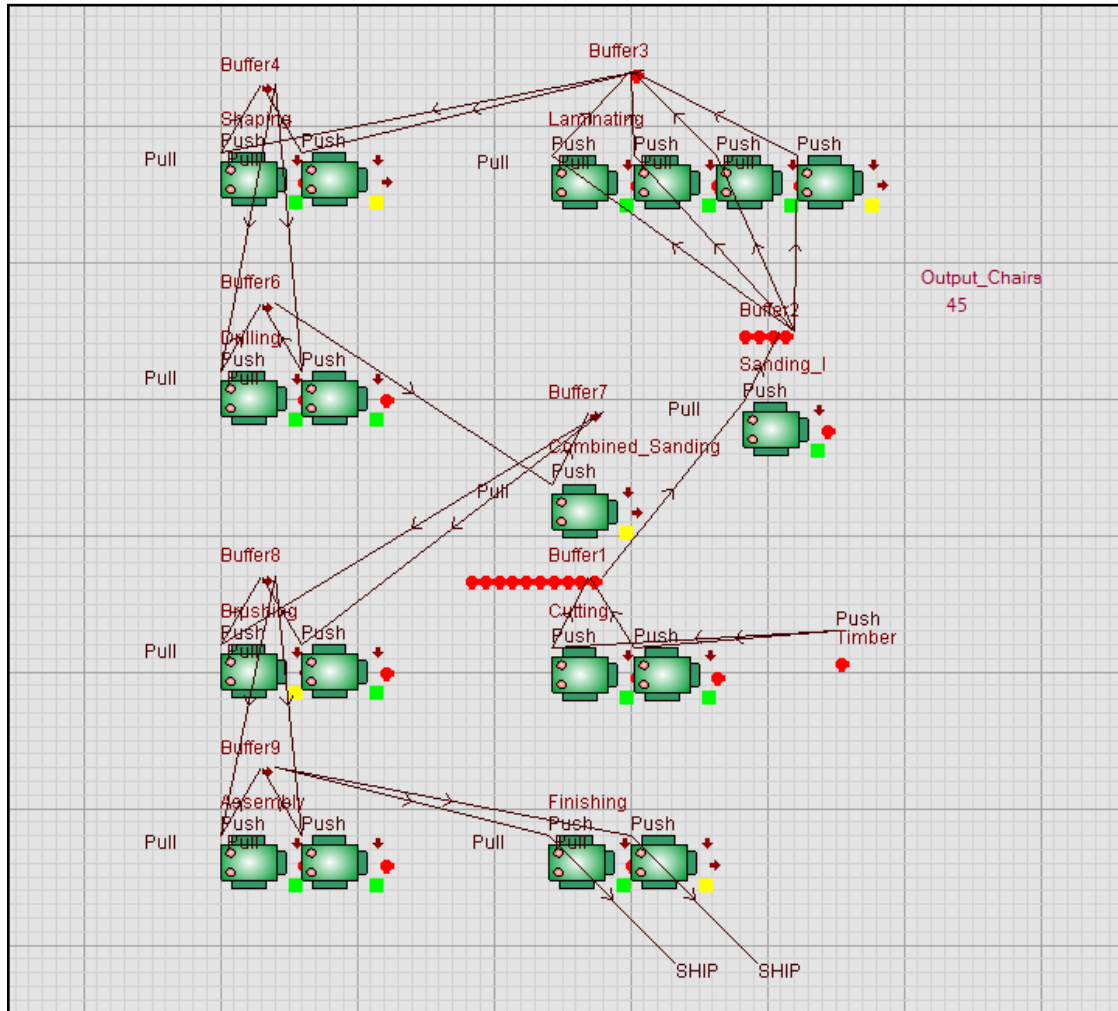 Buffer3
Buffer4
Shaping
Laminating
Push
Push
Push
Push
Push
Push
Pull
Pull
Pull
Pull
Pull
Pull
Output_Chairs
45
Buffer6
Buffer2
Drilling
Push
Push
Sanding_I
Pull
Pull
Buffer7
Push
Pull
Combined_Sanding
Push
Pull
Buffer8
Buffer1
Brushing
Cutting
Push
Timber
Push
Push
Push
Push
Pull
Pull
Buffer9
Assembly
Finishing
Push
Push
Push
Push
Pull
Pull
Pull
Pull
SHIP
SHIP